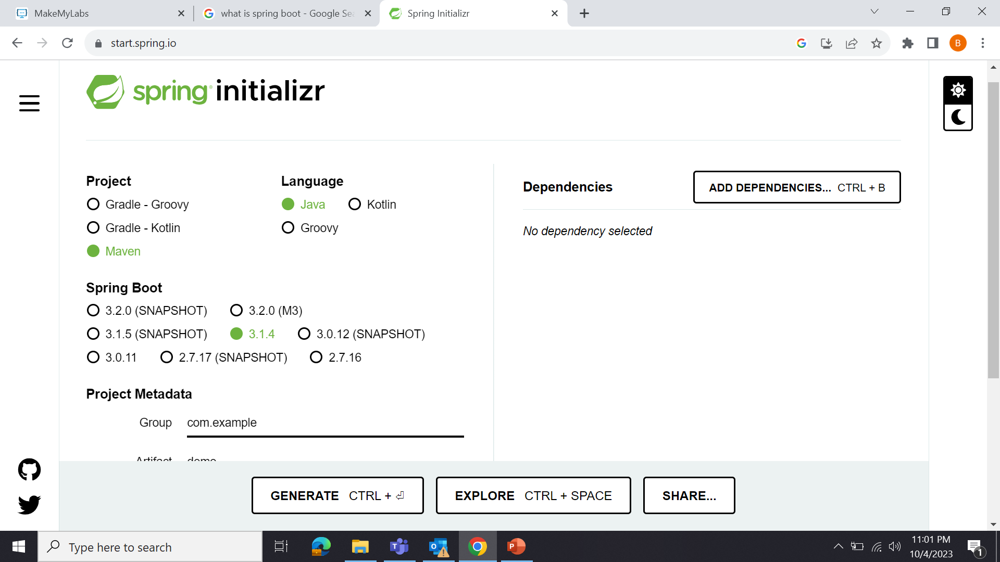 MakeMyLabs
what is spring boot - Google Sea
Spring Initializr
start.spring.io
B
spring initializr
Project
Language
Gradle - Groovy
Java
Kotlin
Gradle - Kotlin
Groovy
Maven
Dependencies
ADD DEPENDENCIES... CTRL + B
No dependency selected
Spring Boot
3.2.0 (SNAPSHOT)
3.2.0 (M3)
3.1.5 (SNAPSHOT)
3.1.4
3.0.12 (SNAPSHOT)
3.0.11
2.7.17 (SNAPSHOT)
2.7.16
Project Metadata
Group com.example
Artifact demo
GENERATE CTRL + ⏎
EXPLORE CTRL + SPACE
SHARE...
Type here to search
11:01 PM
10/4/2023
1